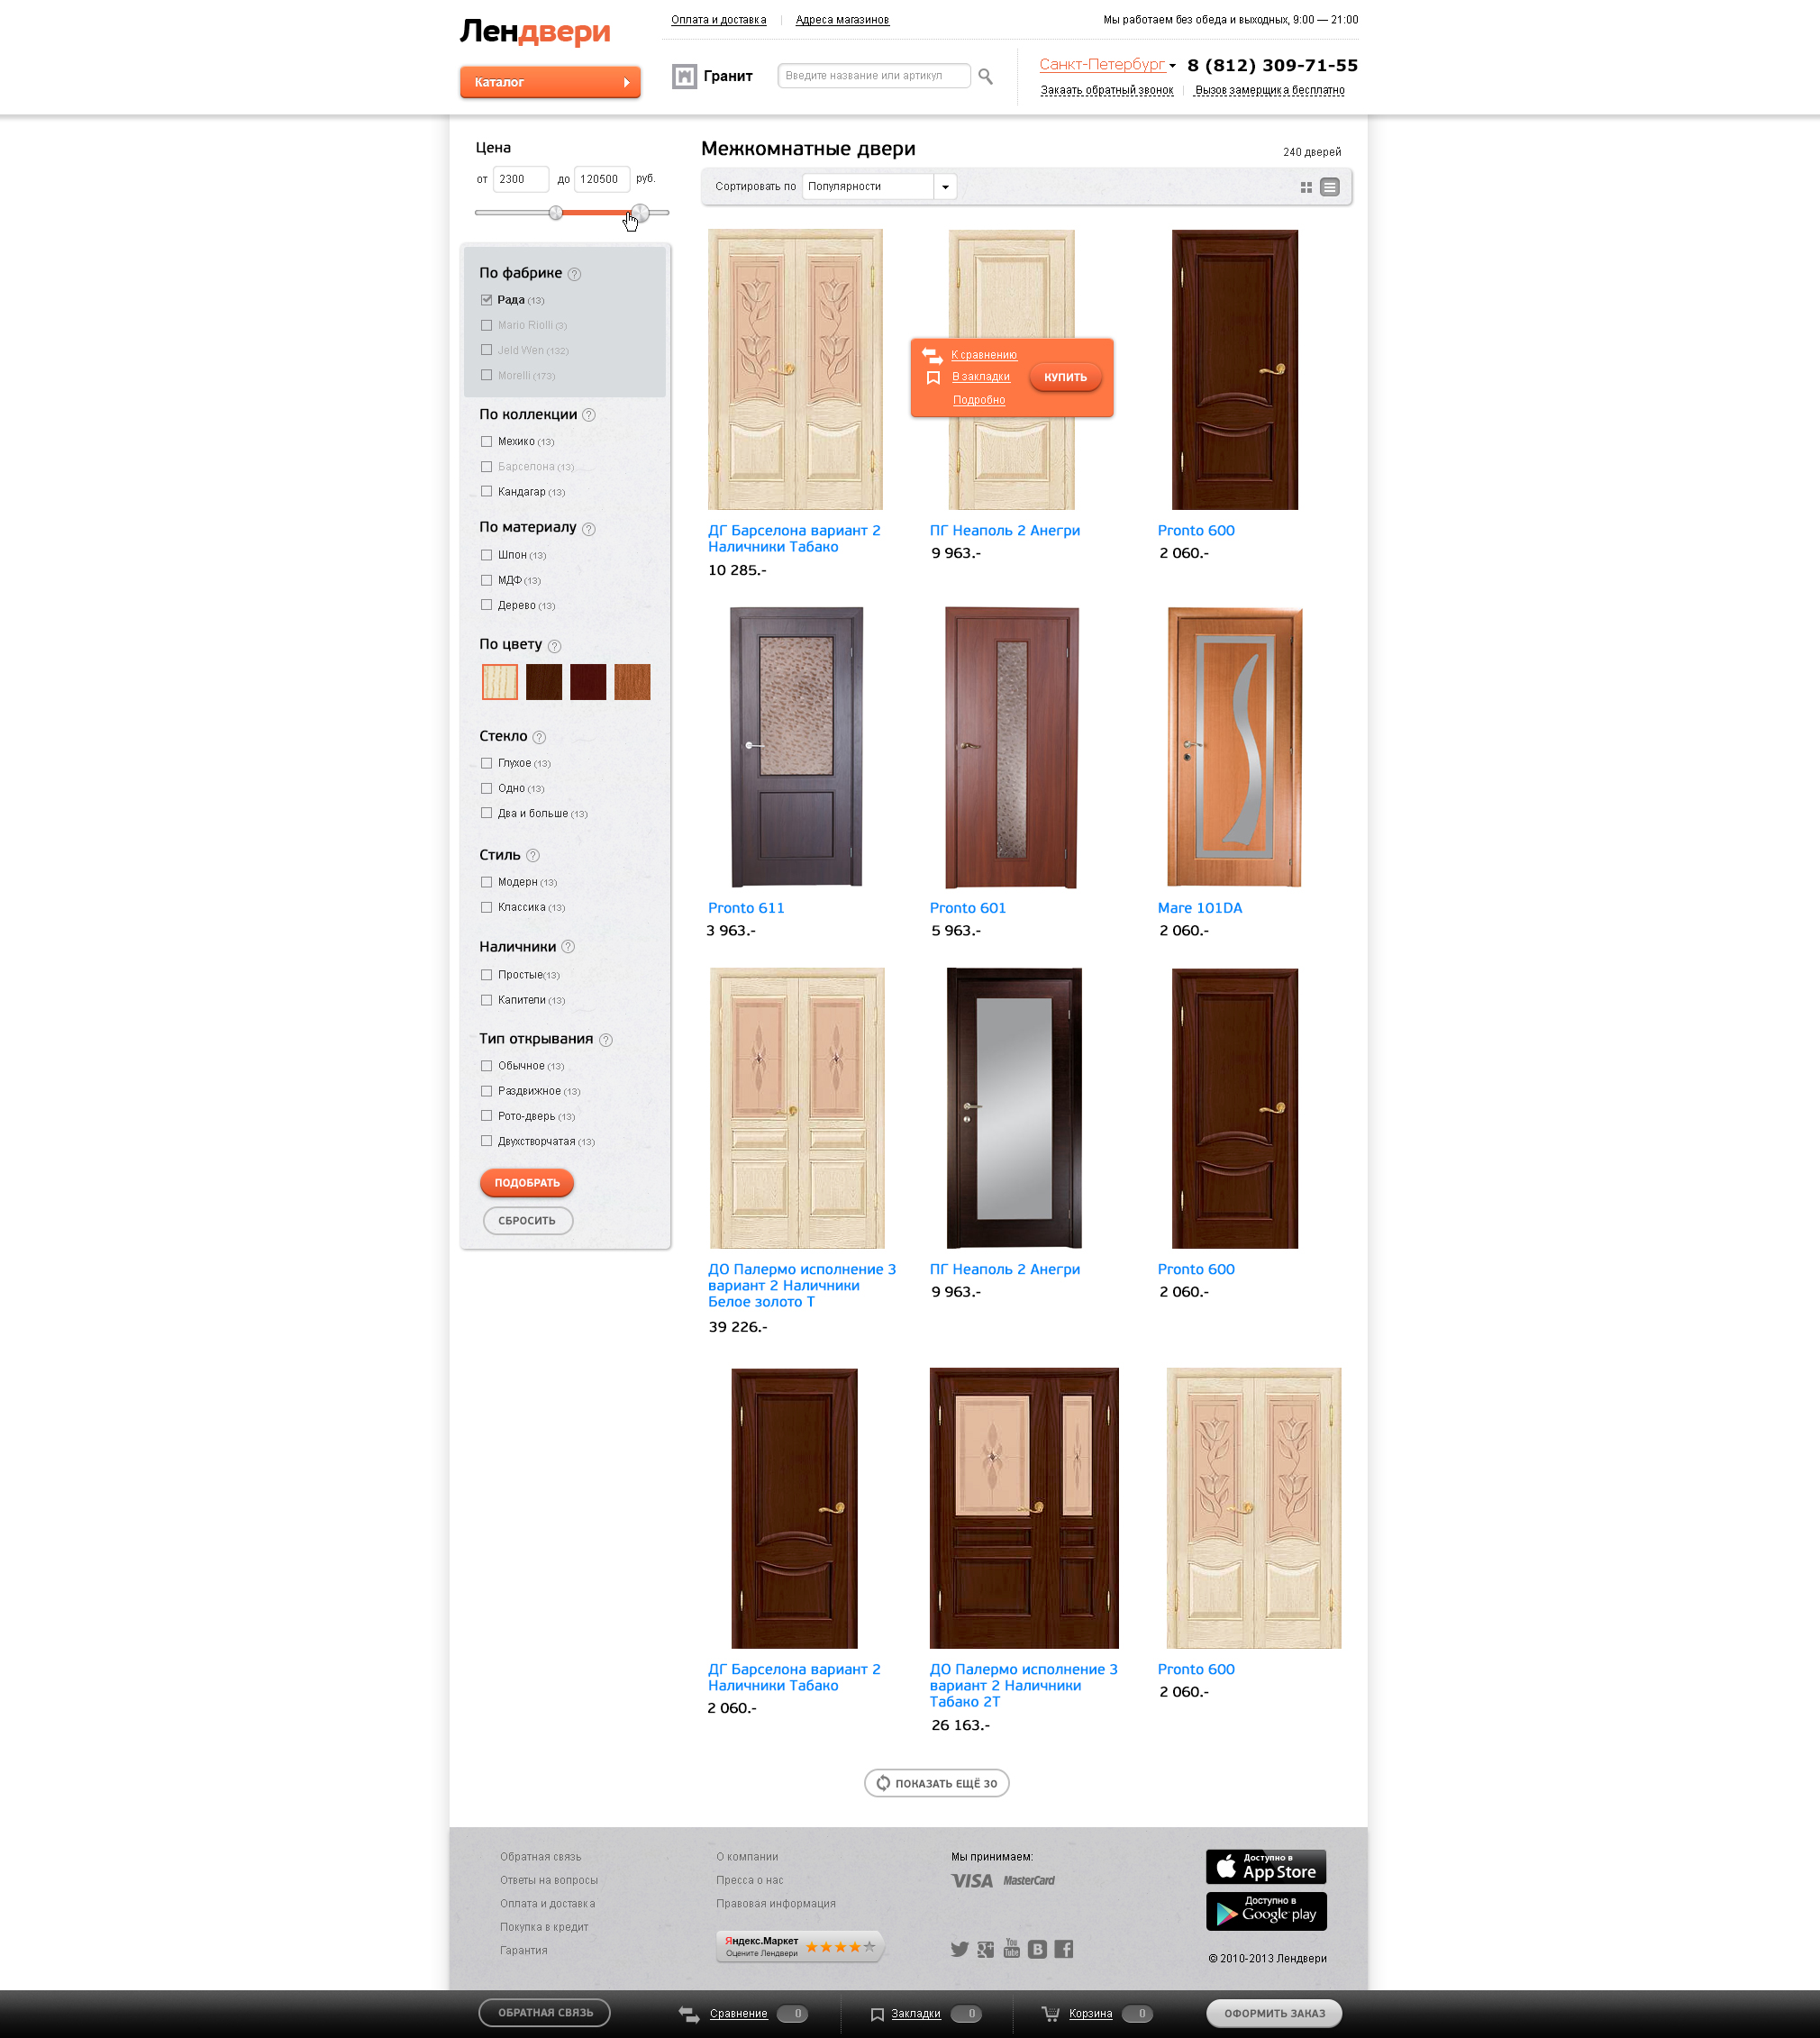 Лендвери
Оплата и доставка
Адреса магазинов
Мы работаем без обеда и выходных, 9:00 — 21:00
Каталог
Гранит
Введите название или артикул
Санкт-Петербург
8 (812) 309-71-55
Закаать обратный звонок
Вызов замерщика бесплатно
Цена
от 2300 до 120500 руб.
По фабрике ?
Рада (13)
Mario Riolli (3)
Jeld Wen (132)
Morelli (173)
По коллекции ?
Мехико (13)
Барселона (13)
Кандагар (13)
По материалу ?
Шпон (13)
МДФ (13)
Дерево (13)
По цвету ?
Стекло ?
Глухое (13)
Одно (13)
Два и больше (13)
Стиль ?
Модерн (13)
Классика (13)
Наличники ?
Простые(13)
Капители (13)
Тип открывания ?
Обычное (13)
Раздвижное (13)
Рото-дверь (13)
Двухстворчатая (13)
ПОДОБРАТЬ
СБРОСИТЬ
Межкомнатные двери
240 дверей
Сортировать по Популярности
К сравнению
В закладки
Подробно
КУПИТЬ
ДГ Барселона вариант 2
Наличники Табако
10 285.-
ПГ Неаполь 2 Анегри
9 963.-
Pronto 600
2 060.-
Pronto 611
3 963.-
Pronto 601
5 963.-
Mare 101DA
2 060.-
ДО Палермо исполнение 3
вариант 2 Наличники
Белое золото Т
39 226.-
ПГ Неаполь 2 Анегри
9 963.-
Pronto 600
2 060.-
ДГ Барселона вариант 2
Наличники Табако
2 060.-
ДО Палермо исполнение 3
вариант 2 Наличники
Табако 2Т
26 163.-
Pronto 600
2 060.-
ПОКАЗАТЬ ЕЩЁ 30
Обратная связь
Ответы на вопросы
Оплата и доставка
Покупка в кредит
Гарантия
О компании
Пресса о нас
Правовая информация
Яндекс.Маркет
Оцените Лендвери
Мы принимаем:
VISA MasterCard
You
Tube
Доступно в
App Store
Доступно в
Google play
© 2010-2013 Лендвери
ОБРАТНАЯ СВЯЗЬ
Сравнение 0
Закладки 0
Корзина 0
ОФОРМИТЬ ЗАКАЗ